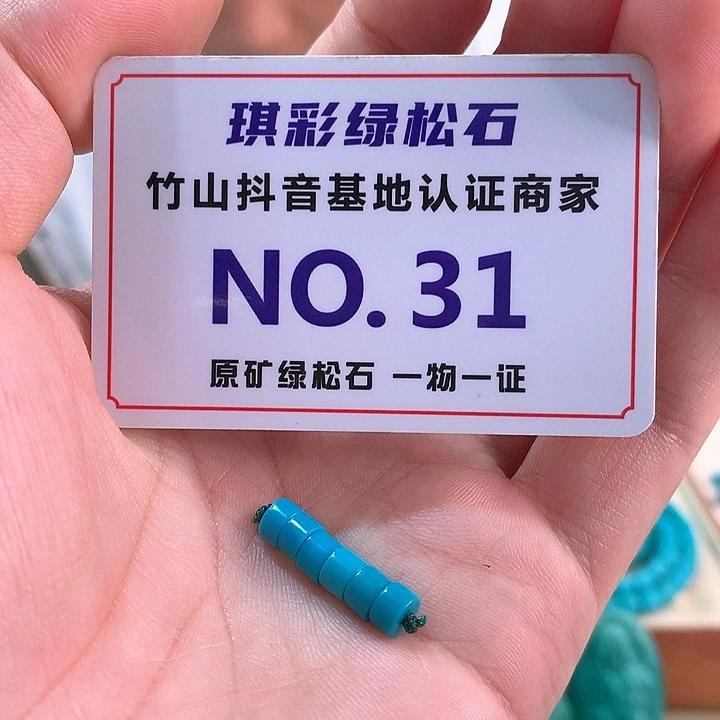 琪彩绿松石
竹山抖音基地认证商家
NO.31
原矿绿松石 一物一证